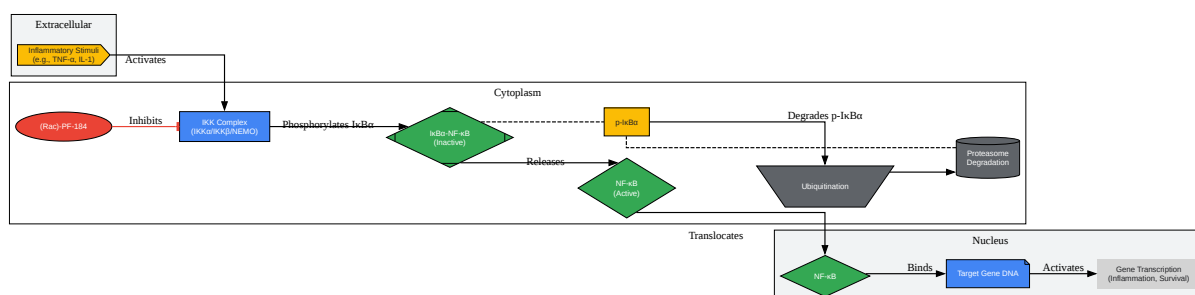 Extracellular
Inflammatory Stimuli
(e.g., TNF-α, IL-1)
Activates
Cytoplasm
(Rac)-PF-184
Inhibits
IKK Complex
(IKKα/IKKβ/NEMO)
Phosphorylates IκBα
IκBα-NF-κB
(Inactive)
Releases
p-IκBα
NF-κB
(Active)
Degrades p-IκBα
Ubiquitination
Proteasome
Degradation
Translocates
Nucleus
NF-κB
Binds
Target Gene DNA
Activates
Gene Transcription
(Inflammation, Survival)